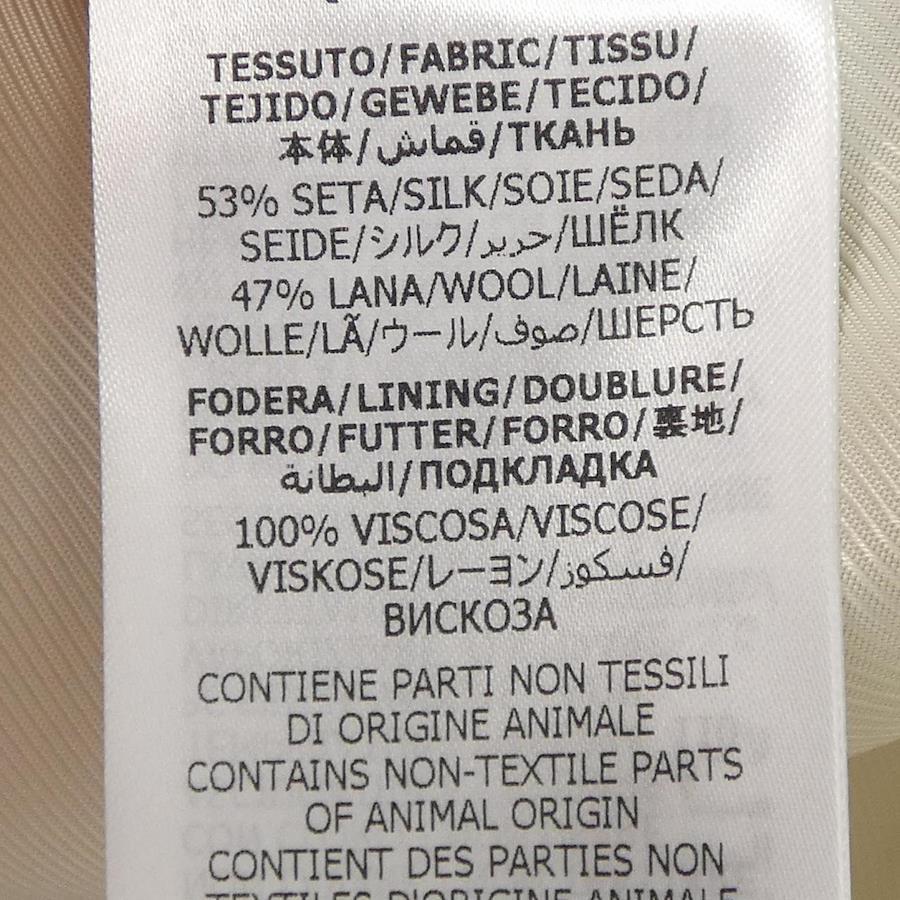 TESSUTO/FABRIC/TISSU/
TEJIDO/GEWEBE/TECIDO/
本体/قماش/ТКАНЬ
53% SETA/SILK/SOIE/SEDA/
SEIDE/シルク/حرير/ШЁЛК
47% LANA/WOOL/LAINE/
WOLLE/LÃ/ウール/صوف/ШЕРСТЬ
FODERA/LINING/DOUBLURE/
FORRO/FUTTER/FORRO/裏地/
البطانة/ПОДКЛАДКА
100% VISCOSA/VISCOSE/
VISKOSE/レーヨン/فسكوز/
ВИСКОЗА
CONTIENE PARTI NON TESSILI
DI ORIGINE ANIMALE
CONTAINS NON-TEXTILE PARTS
OF ANIMAL ORIGIN
CONTIENT DES PARTIES NON
TEXTILES D'ORIGINE ANIMALE